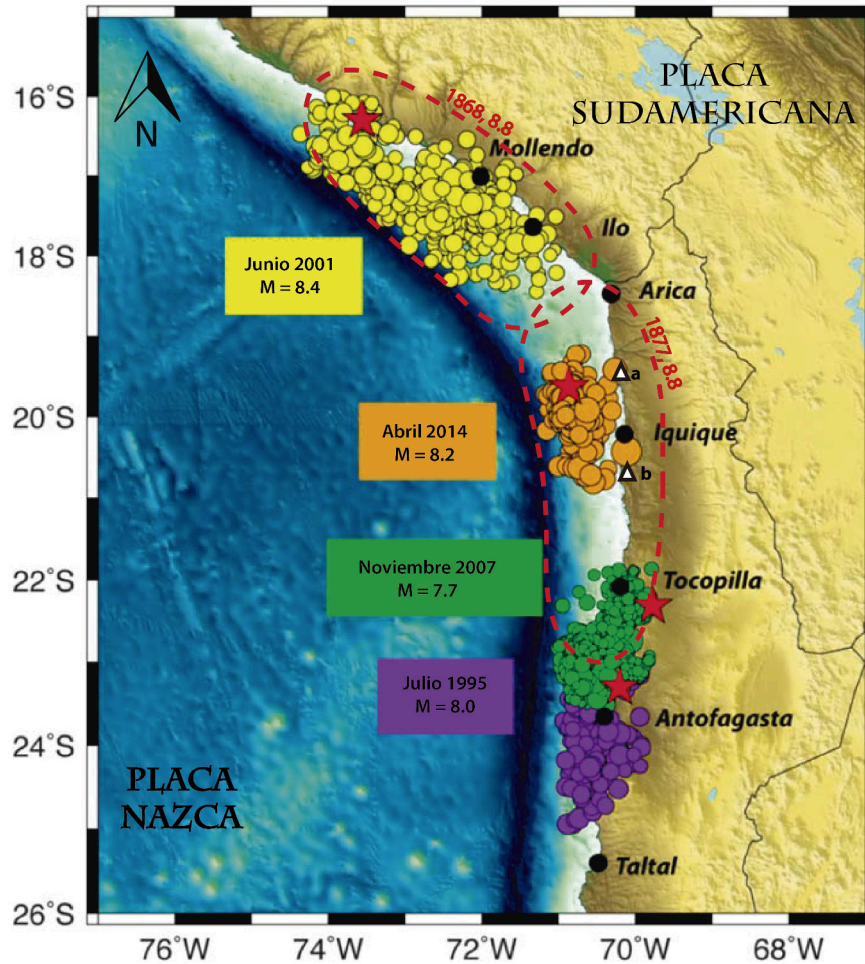 PLACA
SUDAMERICANA
16°S
18°S
20°S
22°S
24°S
26°S
N
1868, 8.8
Mollendo
Ilo
Junio 2001
M = 8.4
Arica
1877, 8.8
a
Abril 2014
M = 8.2
Iquique
b
Noviembre 2007
M = 7.7
Tocopilla
Julio 1995
M = 8.0
Antofagasta
PLACA
NAZCA
Taltal
76°W
74°W
72°W
70°W
68°W